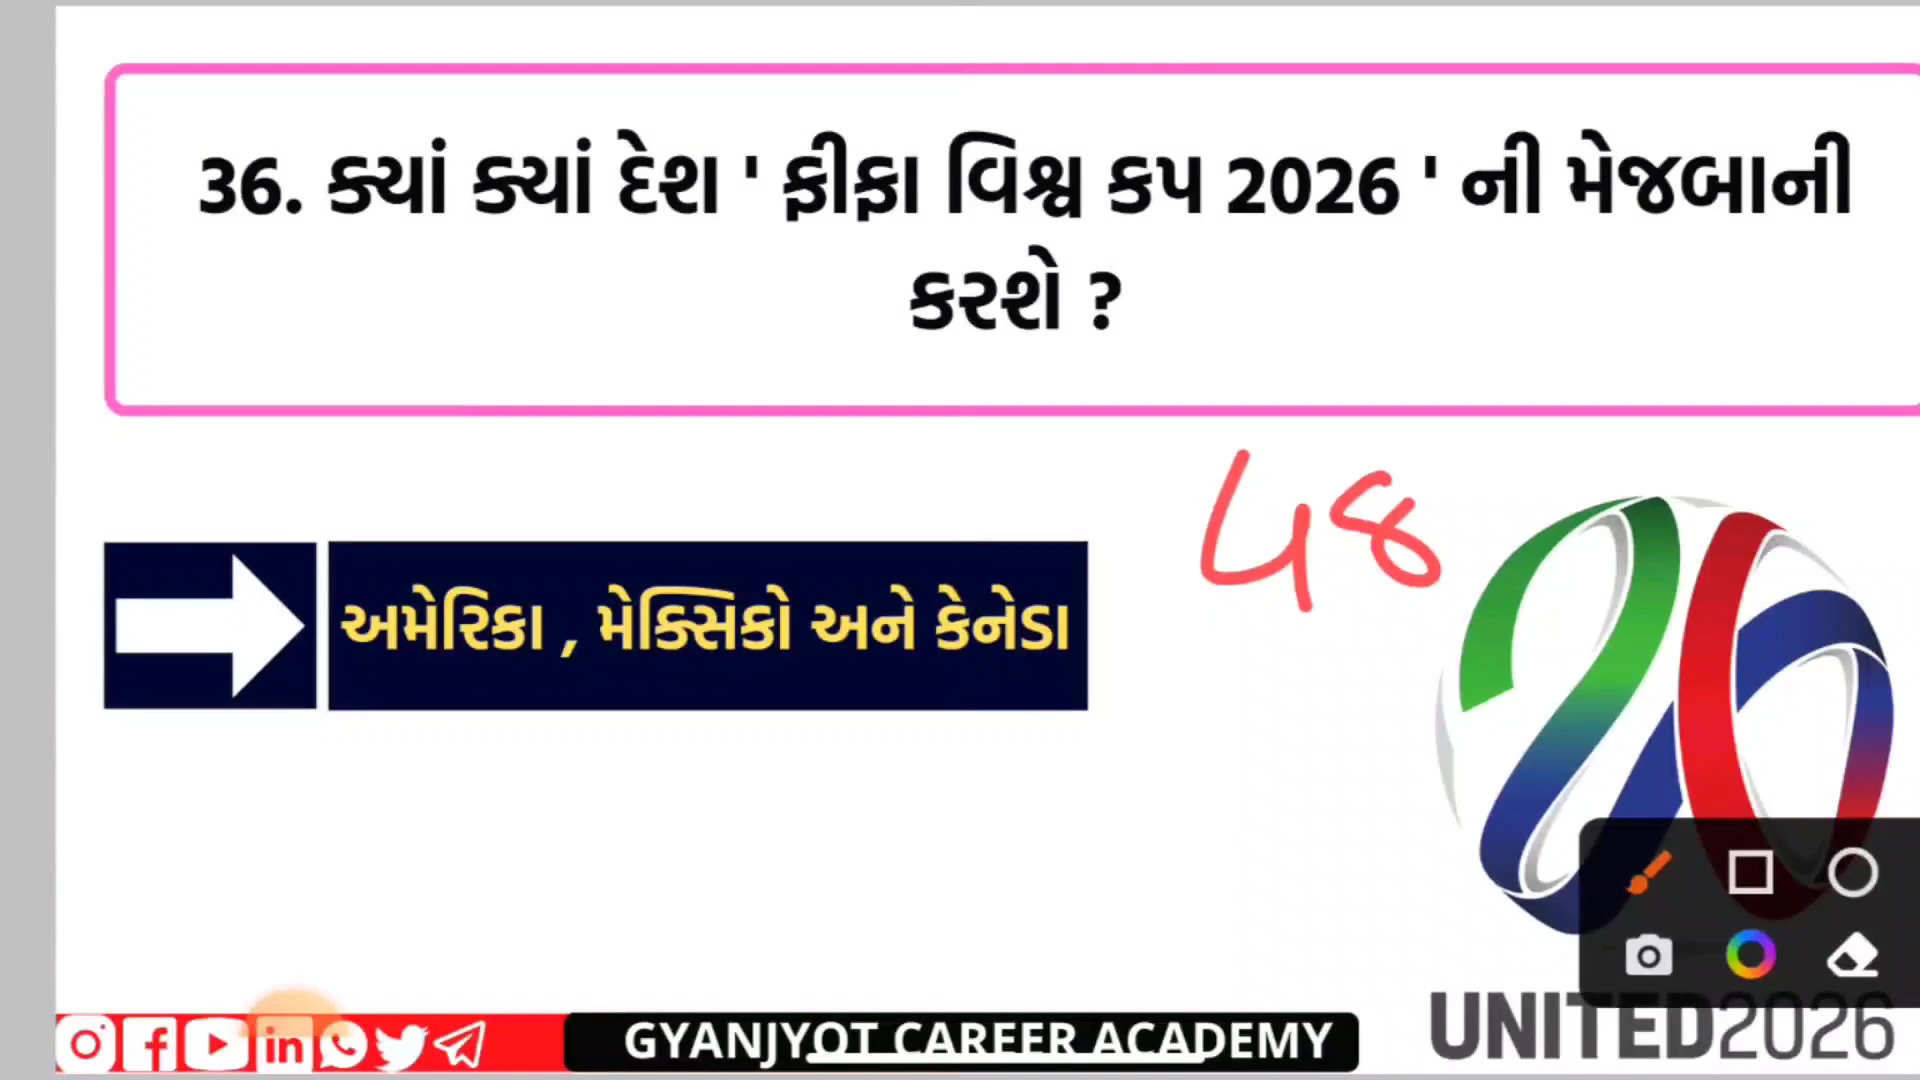 36. ક્યાં ક્યાં દેશ ' ફીફા વિશ્વ કપ 2026 ' ની મેજબાની
કરશે ?
48
અમેરિકા , મેક્સિકો અને કેનેડા
UNITED2026
GYANJYOT CAREER ACADEMY